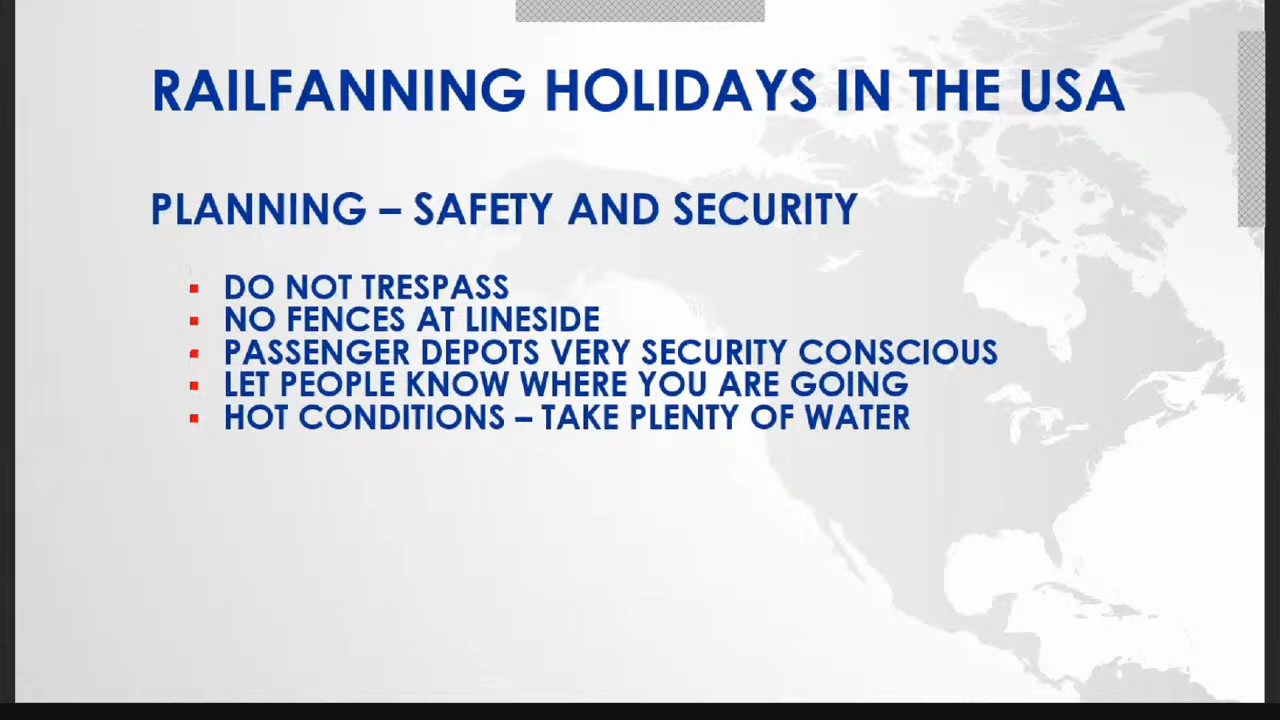 RAILFANNING HOLIDAYS IN THE USA
PLANNING – SAFETY AND SECURITY
▪ DO NOT TRESPASS
▪ NO FENCES AT LINESIDE
▪ PASSENGER DEPOTS VERY SECURITY CONSCIOUS
▪ LET PEOPLE KNOW WHERE YOU ARE GOING
▪ HOT CONDITIONS – TAKE PLENTY OF WATER